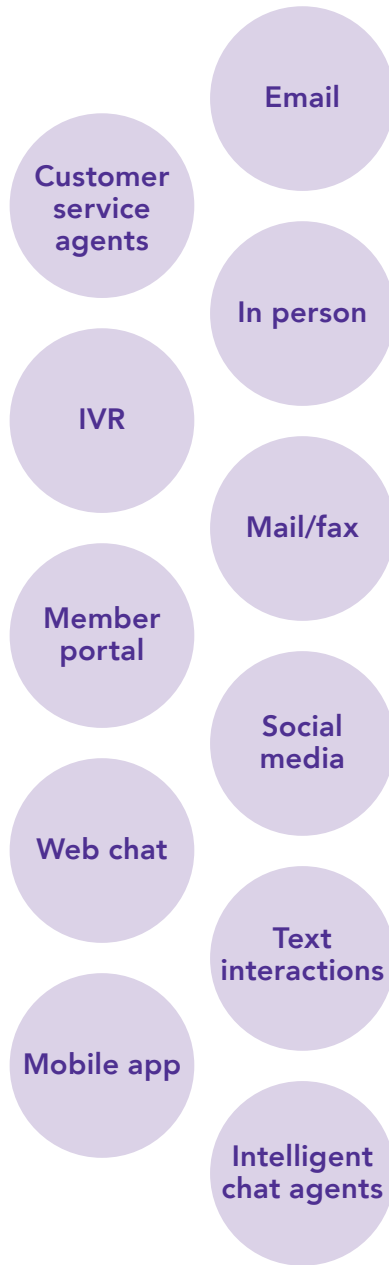 Email
Customer
service
agents
In person
IVR
Mail/fax
Member
portal
Social
media
Web chat
Text
interactions
Mobile app
Intelligent
chat agents